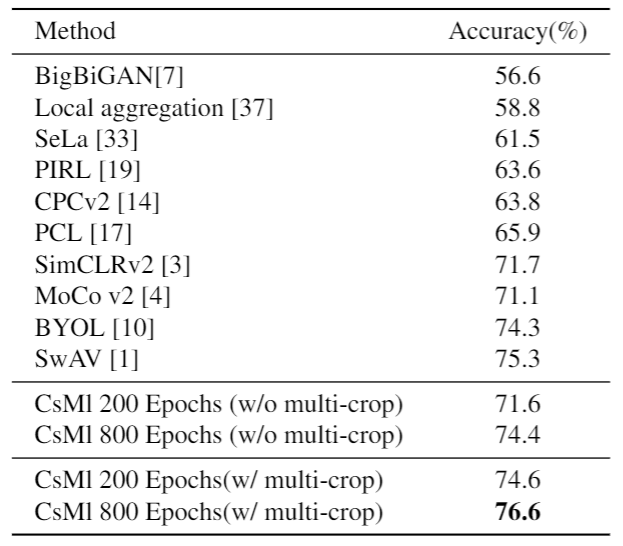 Method Accuracy(%)
BigBiGAN[7] 56.6
Local aggregation [37] 58.8
SeLa [33] 61.5
PIRL [19] 63.6
CPCv2 [14] 63.8
PCL [17] 65.9
SimCLRv2 [3] 71.7
MoCo v2 [4] 71.1
BYOL [10] 74.3
SwAV [1] 75.3
CsMl 200 Epochs (w/o multi-crop) 71.6
CsMl 800 Epochs (w/o multi-crop) 74.4
CsMl 200 Epochs(w/ multi-crop) 74.6
CsMl 800 Epochs(w/ multi-crop) 76.6